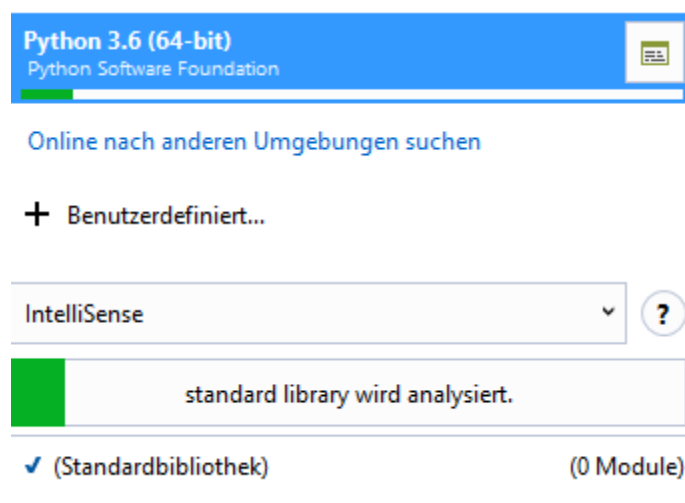 Python 3.6 (64-bit)
Python Software Foundation
Online nach anderen Umgebungen suchen
+ Benutzerdefiniert...
IntelliSense
?
standard library wird analysiert.
✓ (Standardbibliothek) (0 Module)